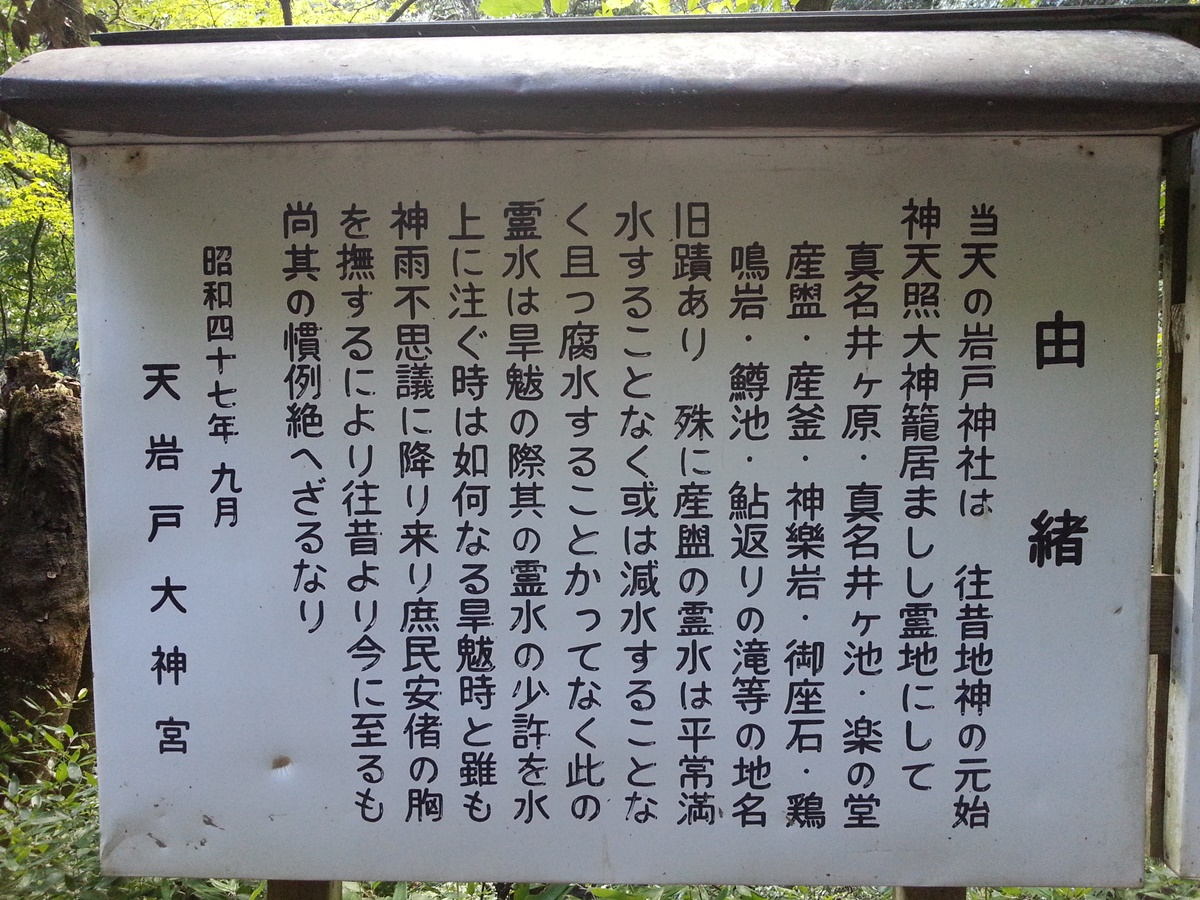 由緒
当天の岩戸神社は　往昔地神の元始
神天照大神籠居ましし霊地にして
真名井ヶ原・真名井ヶ池・楽の堂
産盥・産釜・神樂岩・御座石・鶏
鳴岩・鱒池・鮎返りの滝等の地名
旧蹟あり　殊に産盥の霊水は平常満
水することなく或は減水することな
く且つ腐水することかってなく此の
霊水は旱魃の際其の霊水の少許を水
上に注ぐ時は如何なる旱魃時と雖も
神雨不思議に降り来り庶民安偖の胸
を撫するにより往昔より今に至るも
尚其の慣例絶へざるなり
昭和四十七年 九月
天岩戸大神宮